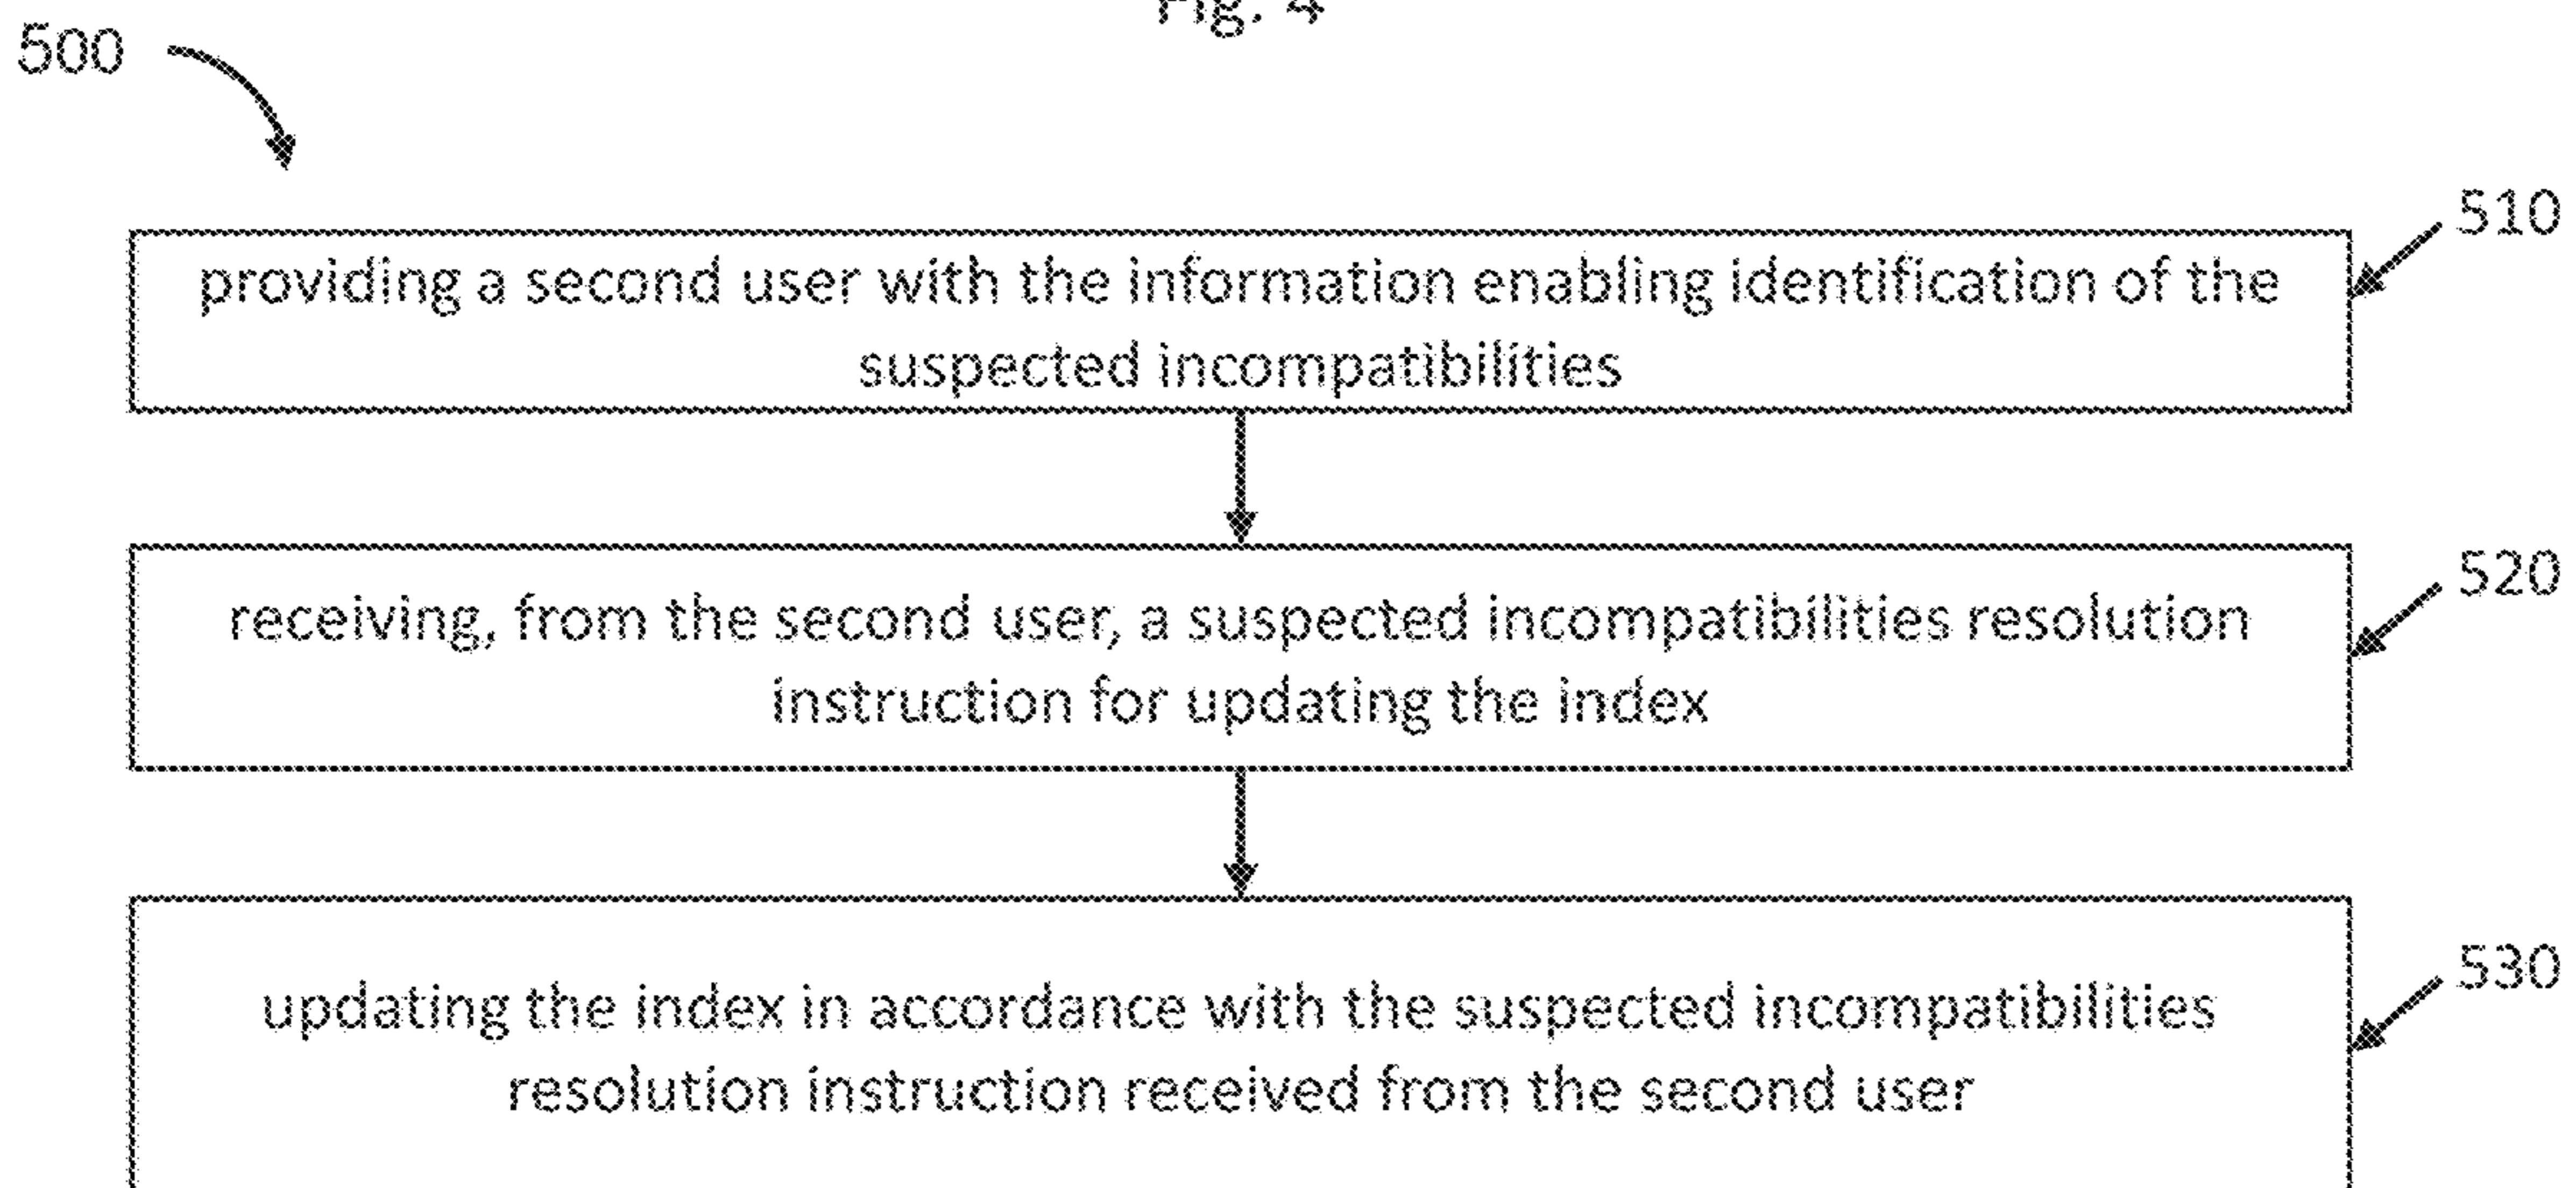 Fig. 4
500
510
providing a second user with the information enabling identification of the
suspected incompatibilities
520
receiving, from the second user, a suspected incompatibilities resolution
instruction for updating the index
530
updating the index in accordance with the suspected incompatibilities
resolution instruction received from the second user